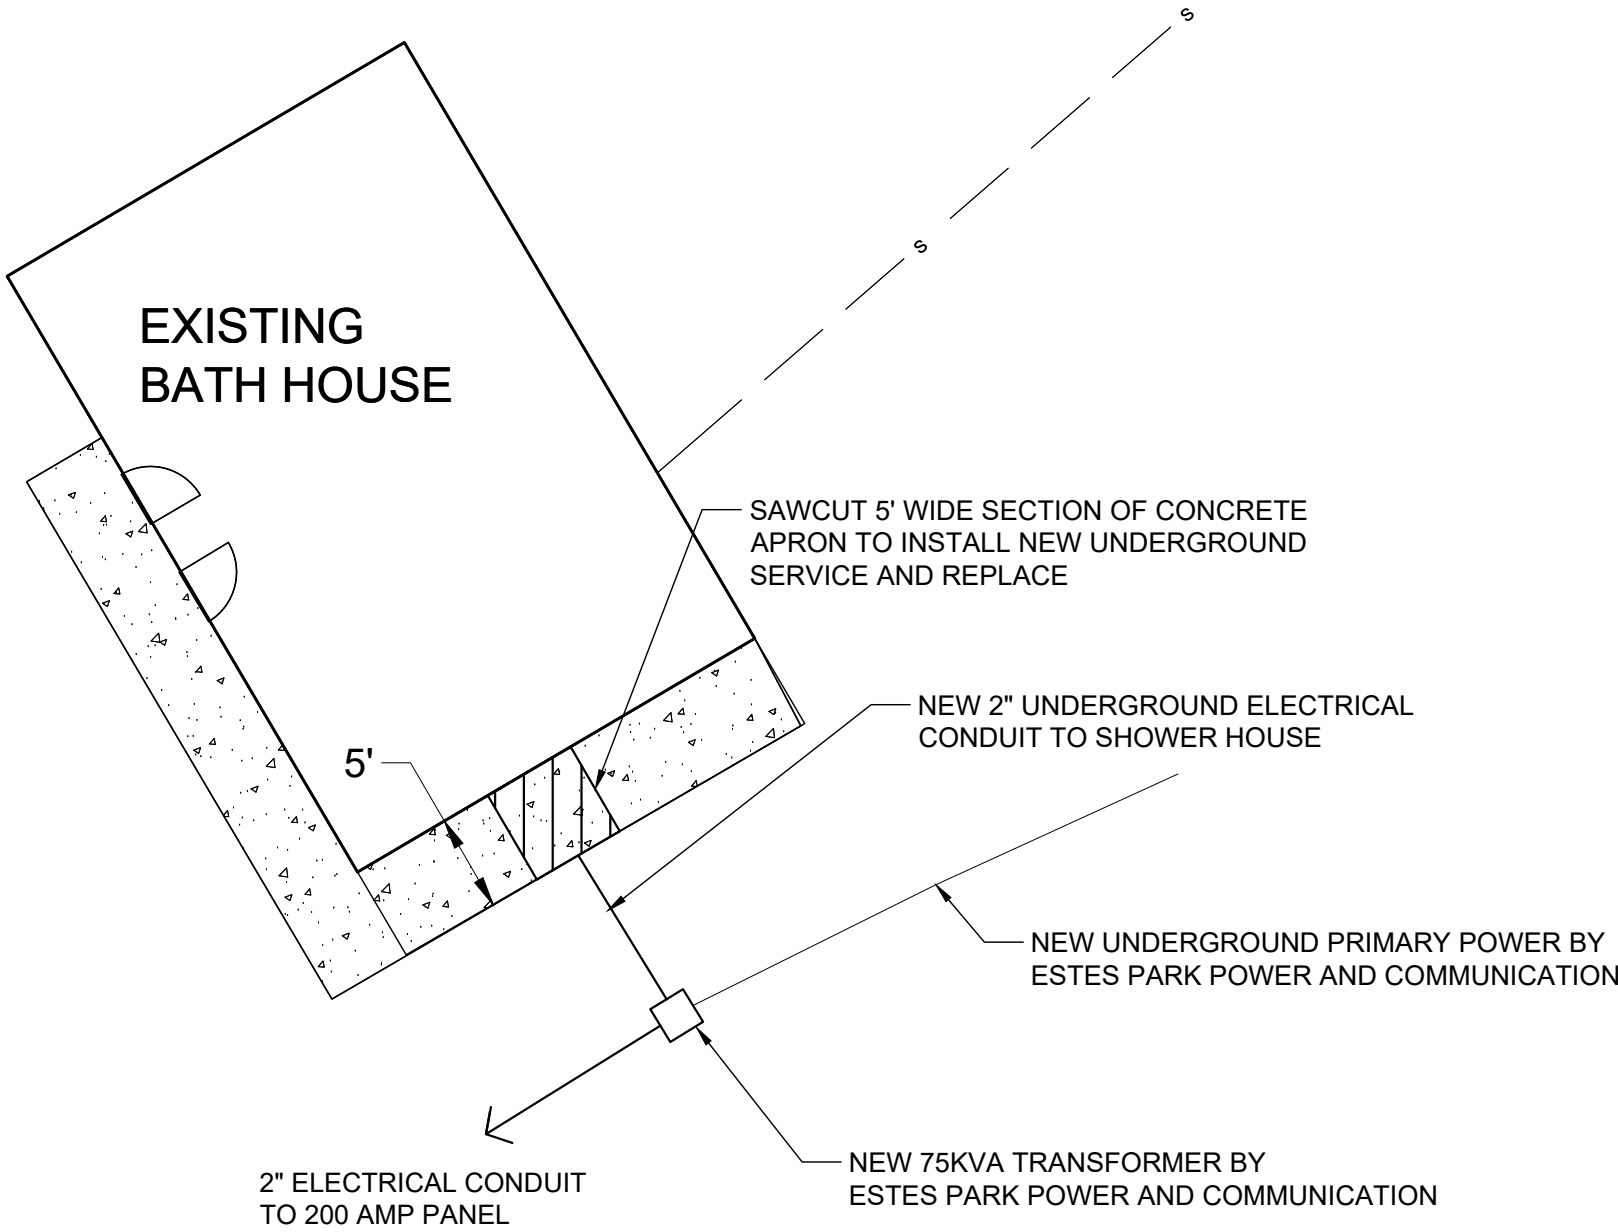 S
S
EXISTING
BATH HOUSE
SAWCUT 5' WIDE SECTION OF CONCRETE
APRON TO INSTALL NEW UNDERGROUND
SERVICE AND REPLACE
NEW 2" UNDERGROUND ELECTRICAL
CONDUIT TO SHOWER HOUSE
5'
NEW UNDERGROUND PRIMARY POWER BY
ESTES PARK POWER AND COMMUNICATION
NEW 75KVA TRANSFORMER BY
ESTES PARK POWER AND COMMUNICATION
2" ELECTRICAL CONDUIT
TO 200 AMP PANEL